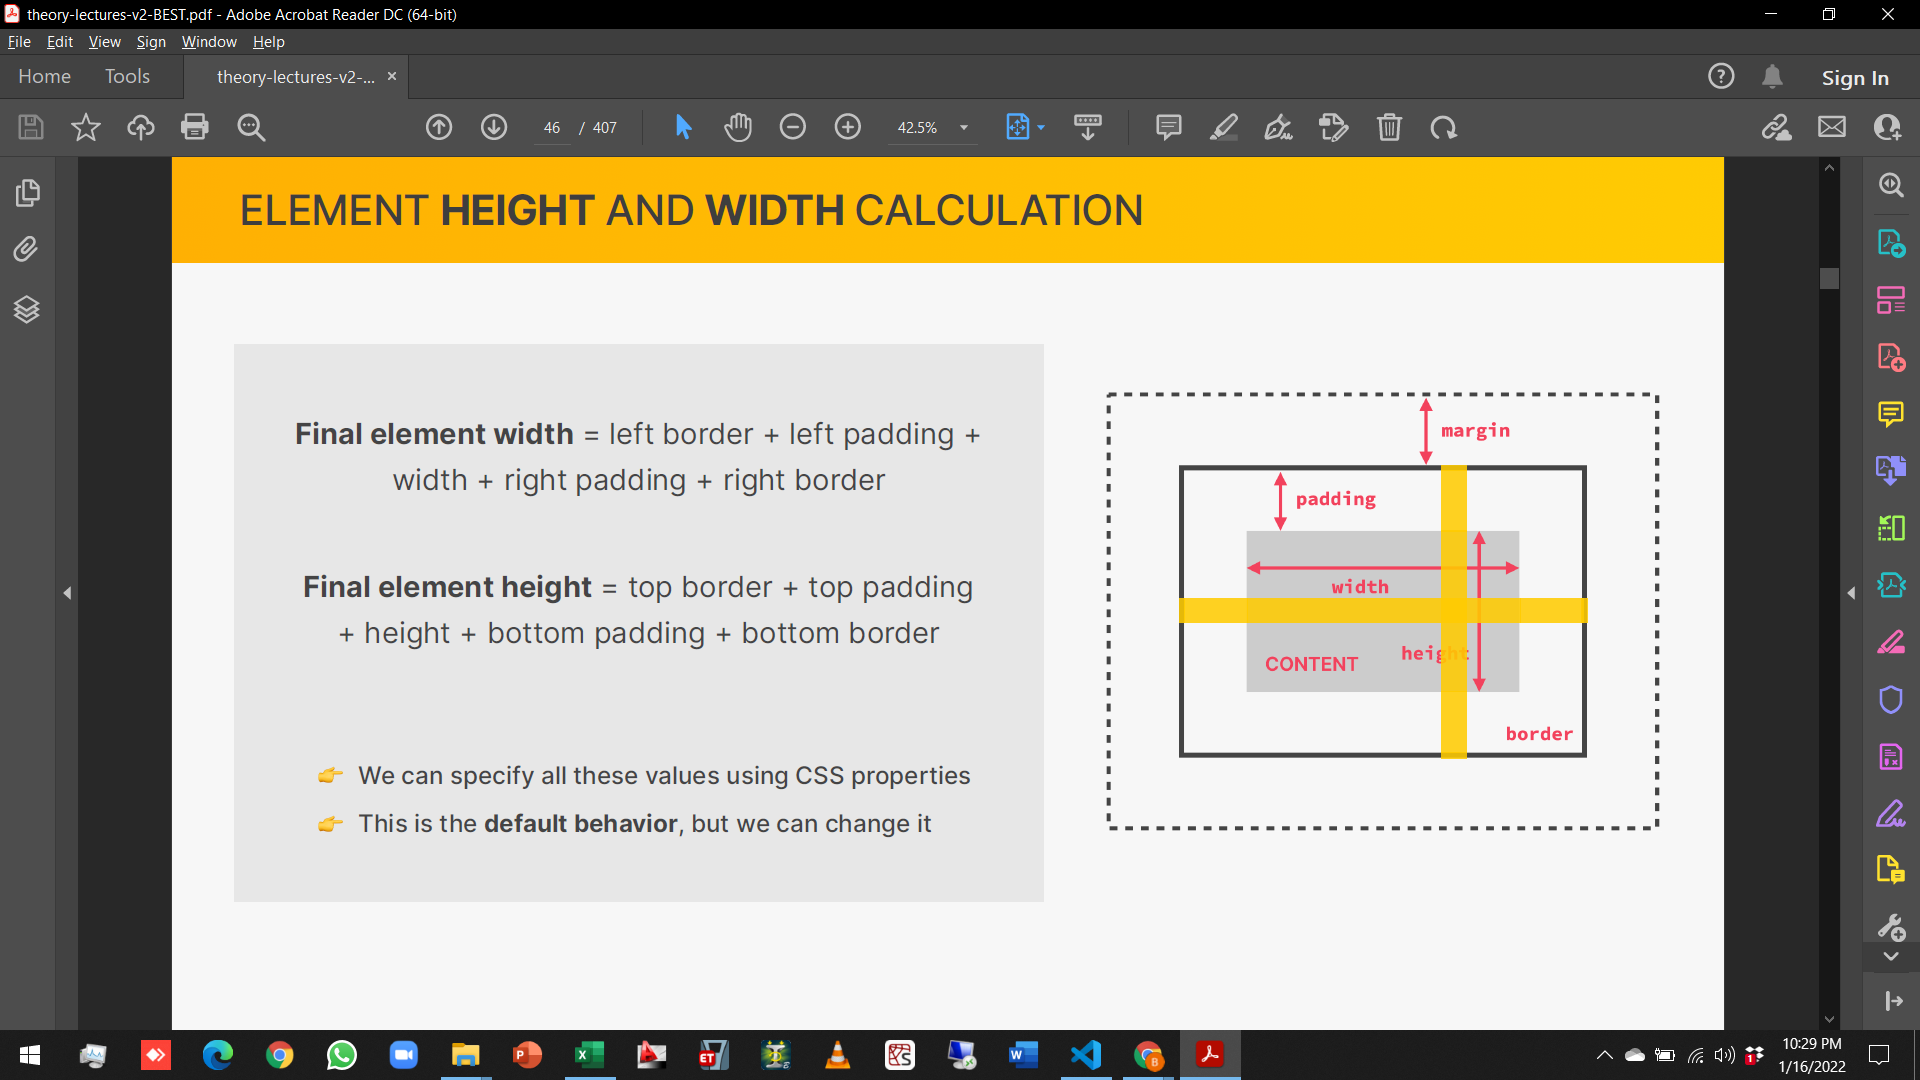 theory-lectures-v2-BEST.pdf - Adobe Acrobat Reader DC (64-bit)
File Edit View Sign Window Help
Home Tools theory-lectures-v2-... × Sign In
46 / 407 42.5%
ELEMENT HEIGHT AND WIDTH CALCULATION
Final element width = left border + left padding +
width + right padding + right border
Final element height = top border + top padding
+ height + bottom padding + bottom border
👉 We can specify all these values using CSS properties
👉 This is the default behavior, but we can change it
margin
padding
width
height
CONTENT
border
10:29 PM
1/16/2022